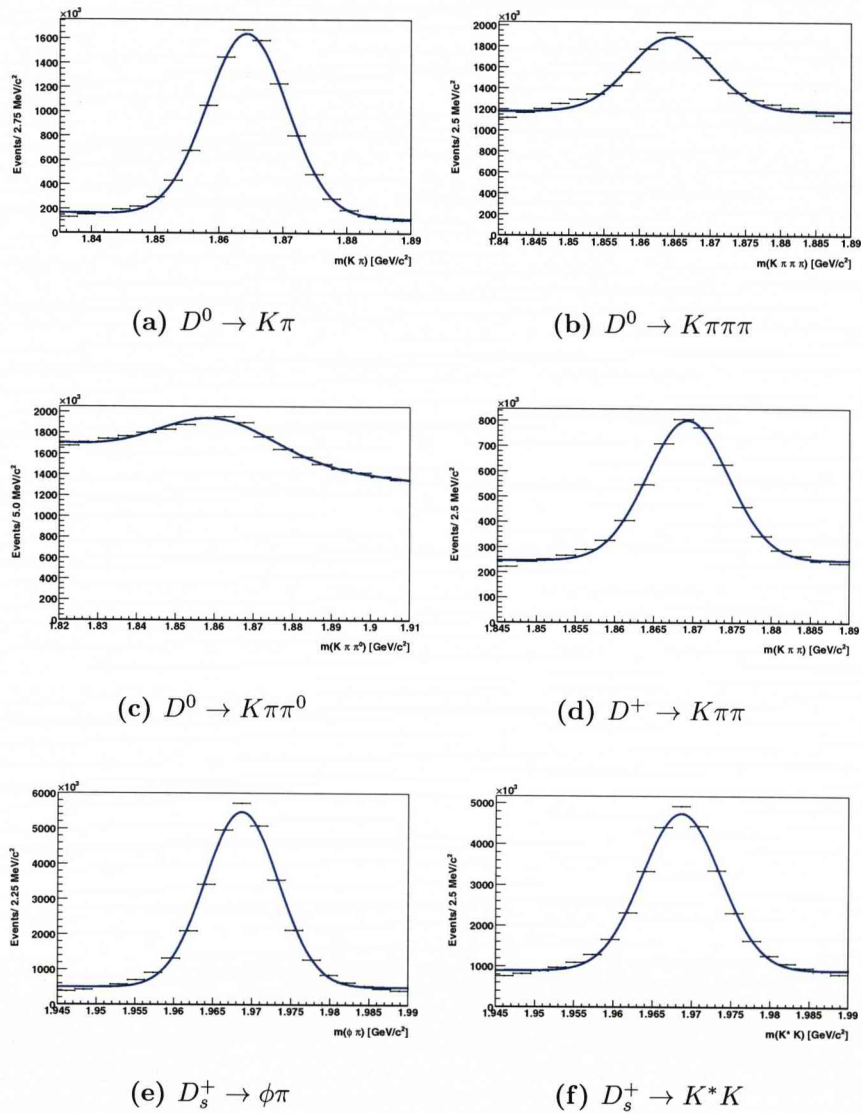 ×10³
1600
1400
1200
1000
800
600
400
200
0
Events/ 2.75 MeV/c²
1.84 1.85 1.86 1.87 1.88 1.89
m(K π) [GeV/c²]
(a) D⁰ → Kπ
×10³
2000
1800
1600
1400
1200
1000
800
600
400
200
0
Events/ 2.5 MeV/c²
1.84 1.845 1.85 1.855 1.86 1.865 1.87 1.875 1.88 1.885 1.89
m(K π π π) [GeV/c²]
(b) D⁰ → Kπππ
×10³
2000
1800
1600
1400
1200
1000
800
600
400
200
0
Events/ 5.0 MeV/c²
1.82 1.83 1.84 1.85 1.86 1.87 1.88 1.89 1.9 1.91
m(K π π⁰) [GeV/c²]
(c) D⁰ → Kππ⁰
×10³
800
700
600
500
400
300
200
100
0
Events/ 2.5 MeV/c²
1.845 1.85 1.855 1.86 1.865 1.87 1.875 1.88 1.885 1.89
m(K π π) [GeV/c²]
(d) D⁺ → Kππ
×10³
6000
5000
4000
3000
2000
1000
0
Events/ 2.25 MeV/c²
1.945 1.95 1.955 1.96 1.965 1.97 1.975 1.98 1.985 1.99
m(ϕ π) [GeV/c²]
(e) D_s⁺ → ϕπ
×10³
5000
4000
3000
2000
1000
0
Events/ 2.5 MeV/c²
1.945 1.95 1.955 1.96 1.965 1.97 1.975 1.98 1.985 1.99
m(K* K) [GeV/c²]
(f) D_s⁺ → K*K